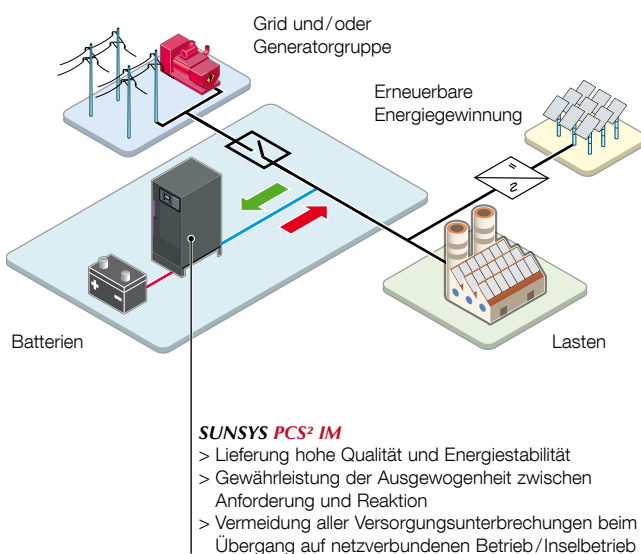 Grid und/oder
Generatorgruppe
Erneuerbare
Energiegewinnung
Batterien
Lasten
SUNSYS PCS² IM
> Lieferung hohe Qualität und Energiestabilität
> Gewährleistung der Ausgewogenheit zwischen
Anforderung und Reaktion
> Vermeidung aller Versorgungsunterbrechungen beim
Übergang auf netzverbundenen Betrieb/Inselbetrieb